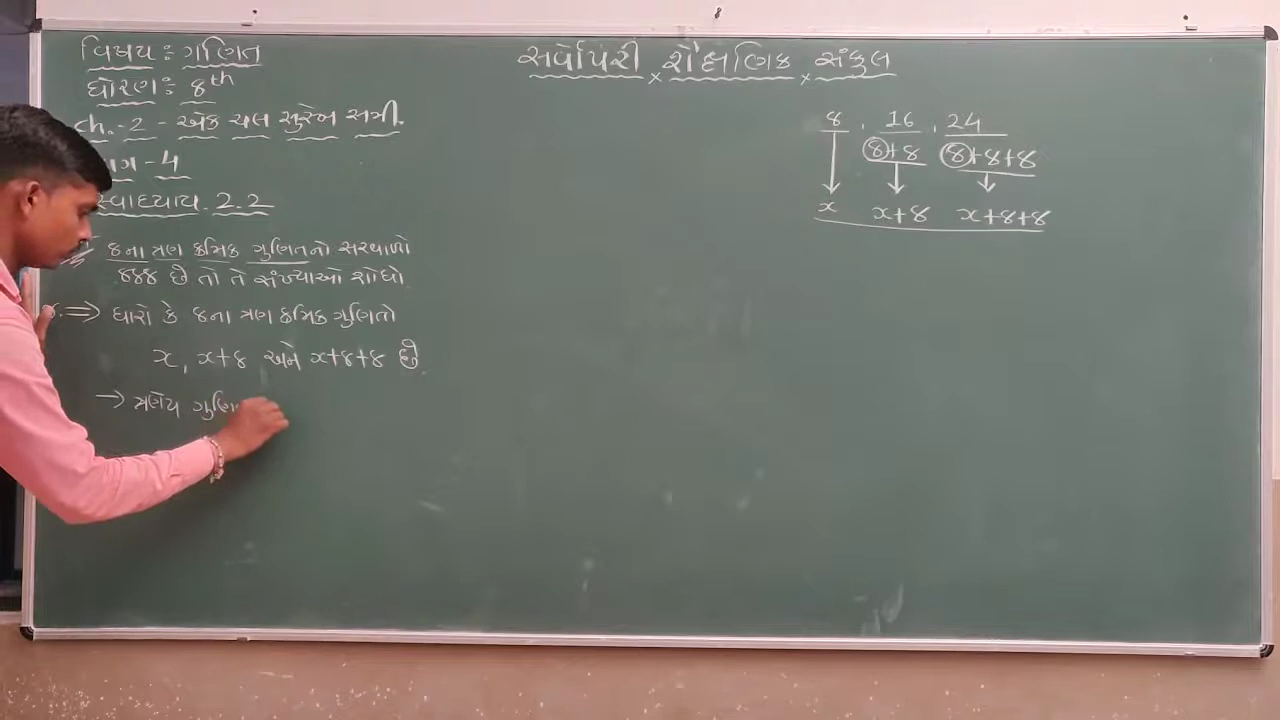 વિષય : ગણિત
ધોરણ : 8th
ch.-2 - એક ચલ સુરેખ સમી.
-4
સ્વાધ્યાય. 2.2
8ના ત્રણ ક્રમિક ગુણિતનો સરવાળો
888 છે તો તે સંખ્યાઓ શોધો
=> ધારો કે 8ના ત્રણ ક્રમિક ગુણિતો
x, x+8 અને x+8+8 છે.
→ ત્રણેય ગુણિ
સર્વોપરી × શૈક્ષણિક × સંકુલ
8 , 16 , 24
8+8 8+8+8
x x+8 x+8+8